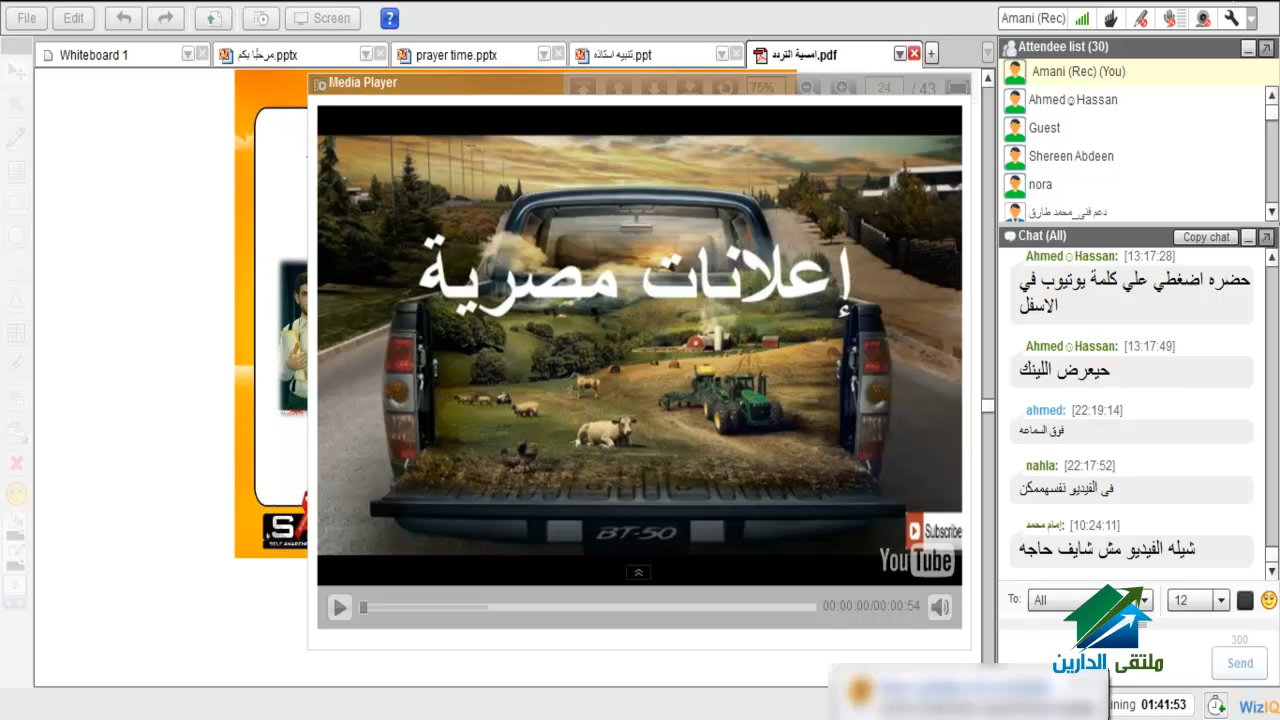 File
Edit
Screen
?
Amani (Rec)
Whiteboard 1
مرحبًا بكم.pptx
prayer time.pptx
تنبيه استاذه.ppt
امسية التردد.pdf
Attendee list (30)
Amani (Rec) (You)
Ahmed☺Hassan
Guest
Shereen Abdeen
nora
دعم فنى_محمد طارق
Media Player
75%
24 / 43
إعلانات مصرية
BT-50
Subscribe
YouTube
00:00:00/00:00:54
Chat (All)
Copy chat
Ahmed☺Hassan: [13:17:28]
حضره اضغطي علي كلمة يوتيوب في
الاسفل
Ahmed☺Hassan: [13:17:49]
حيعرض اللينك
ahmed: [22:19:14]
فوق السماعه
nahla: [22:17:52]
فى الفيديو نفسهممكن
إمام محمد: [10:24:11]
شيله الفيديو مش شايف حاجه
To: All
12
300
Send
ملتقى الدارين
01:41:53
WizIQ